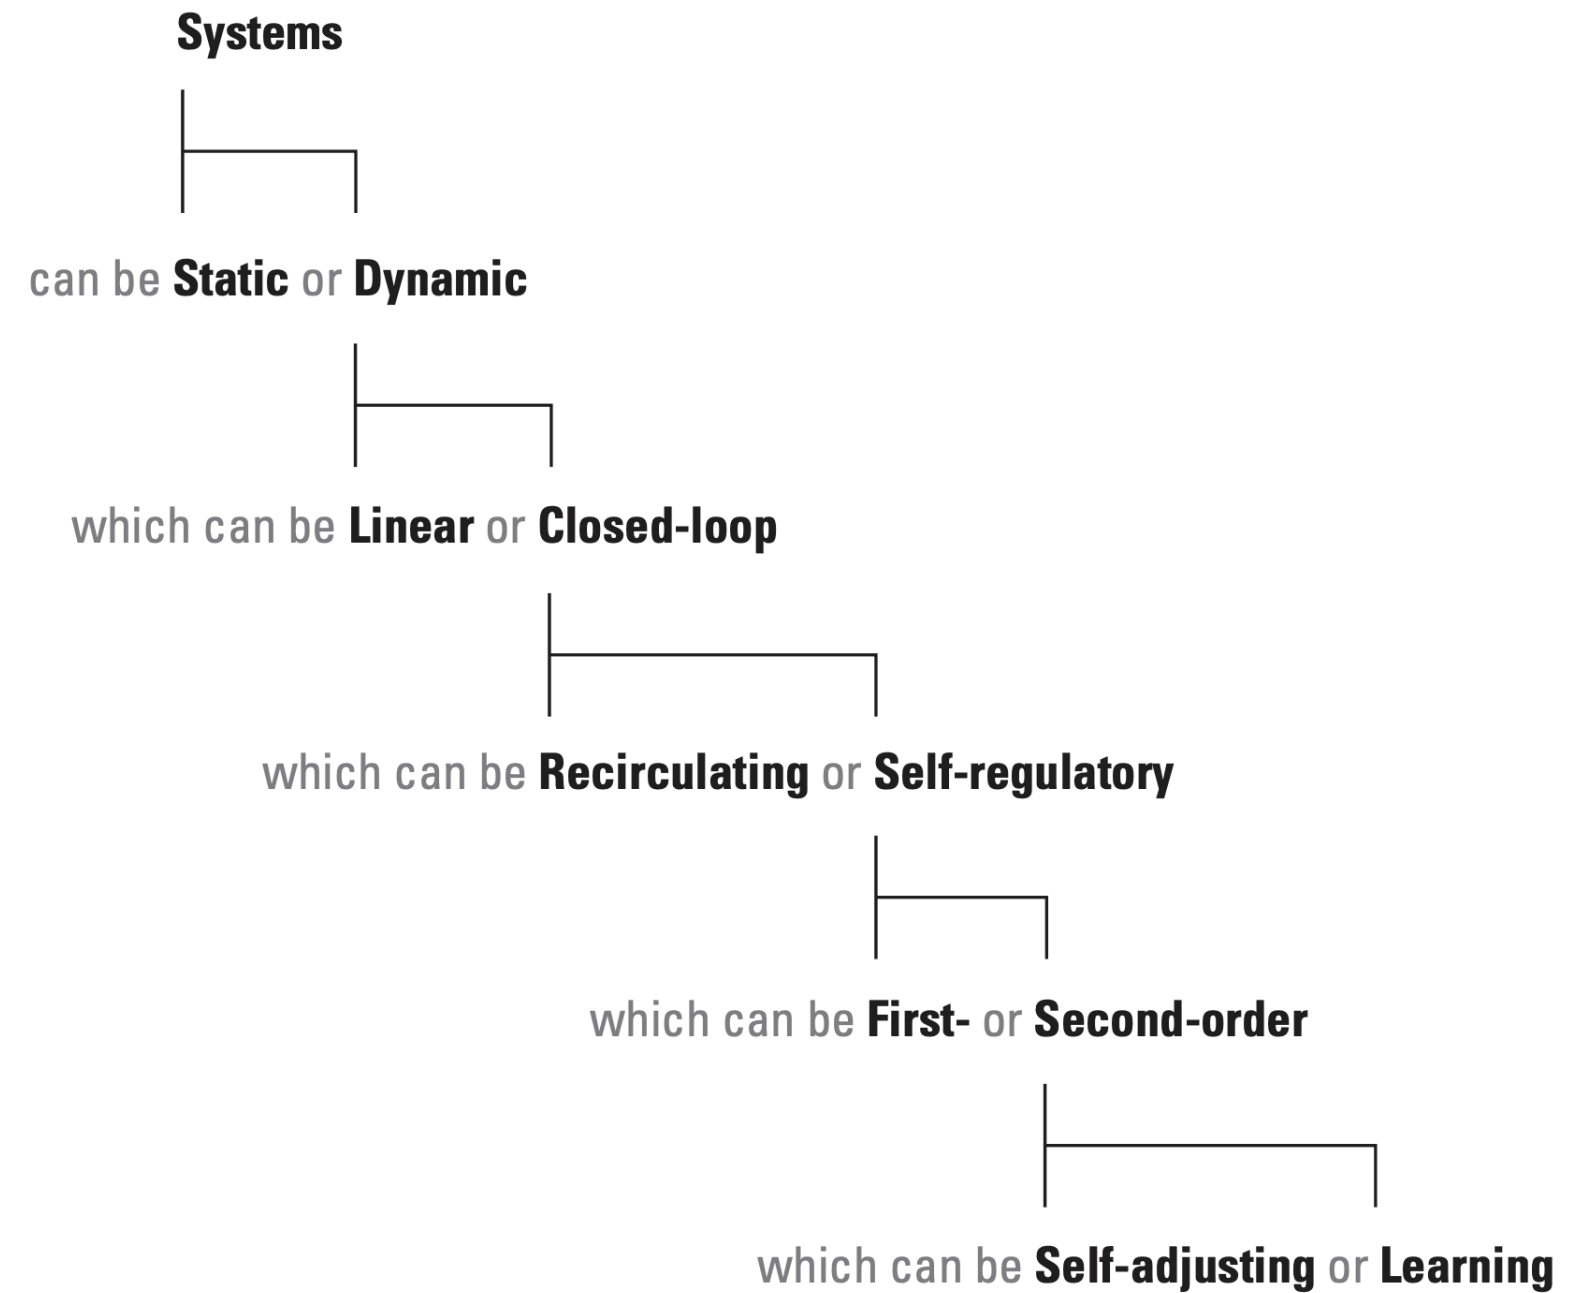 Systems
can be Static or Dynamic
which can be Linear or Closed-loop
which can be Recirculating or Self-regulatory
which can be First- or Second-order
which can be Self-adjusting or Learning